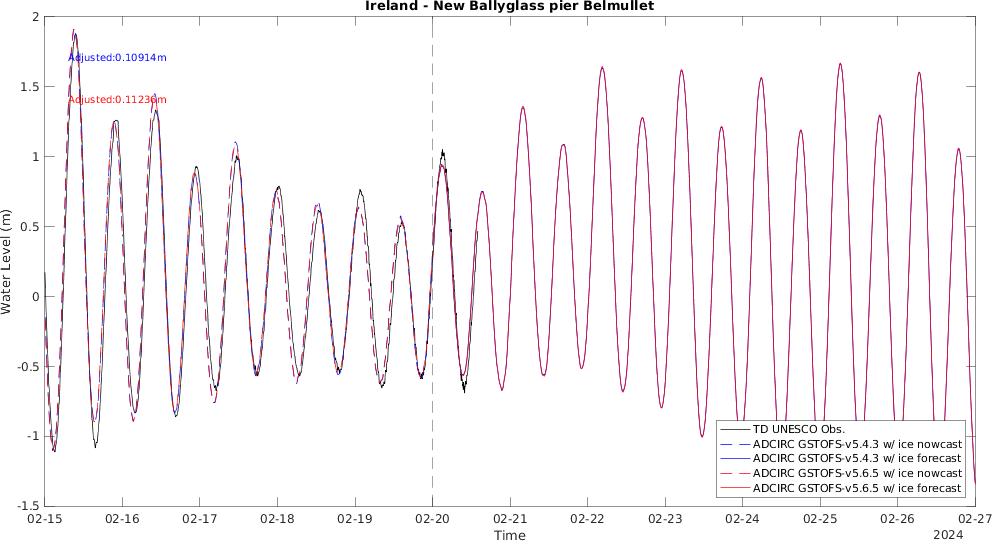 Ireland - New Ballyglass pier Belmullet
Adjusted:0.10914m
Adjusted:0.11236m
Water Level (m)
2
1.5
1
0.5
0
-0.5
-1
-1.5
TD UNESCO Obs.
ADCIRC GSTOFS-v5.4.3 w/ ice nowcast
ADCIRC GSTOFS-v5.4.3 w/ ice forecast
ADCIRC GSTOFS-v5.6.5 w/ ice nowcast
ADCIRC GSTOFS-v5.6.5 w/ ice forecast
02-15 02-16 02-17 02-18 02-19 02-20 02-21 02-22 02-23 02-24 02-25 02-26 02-27
Time
2024